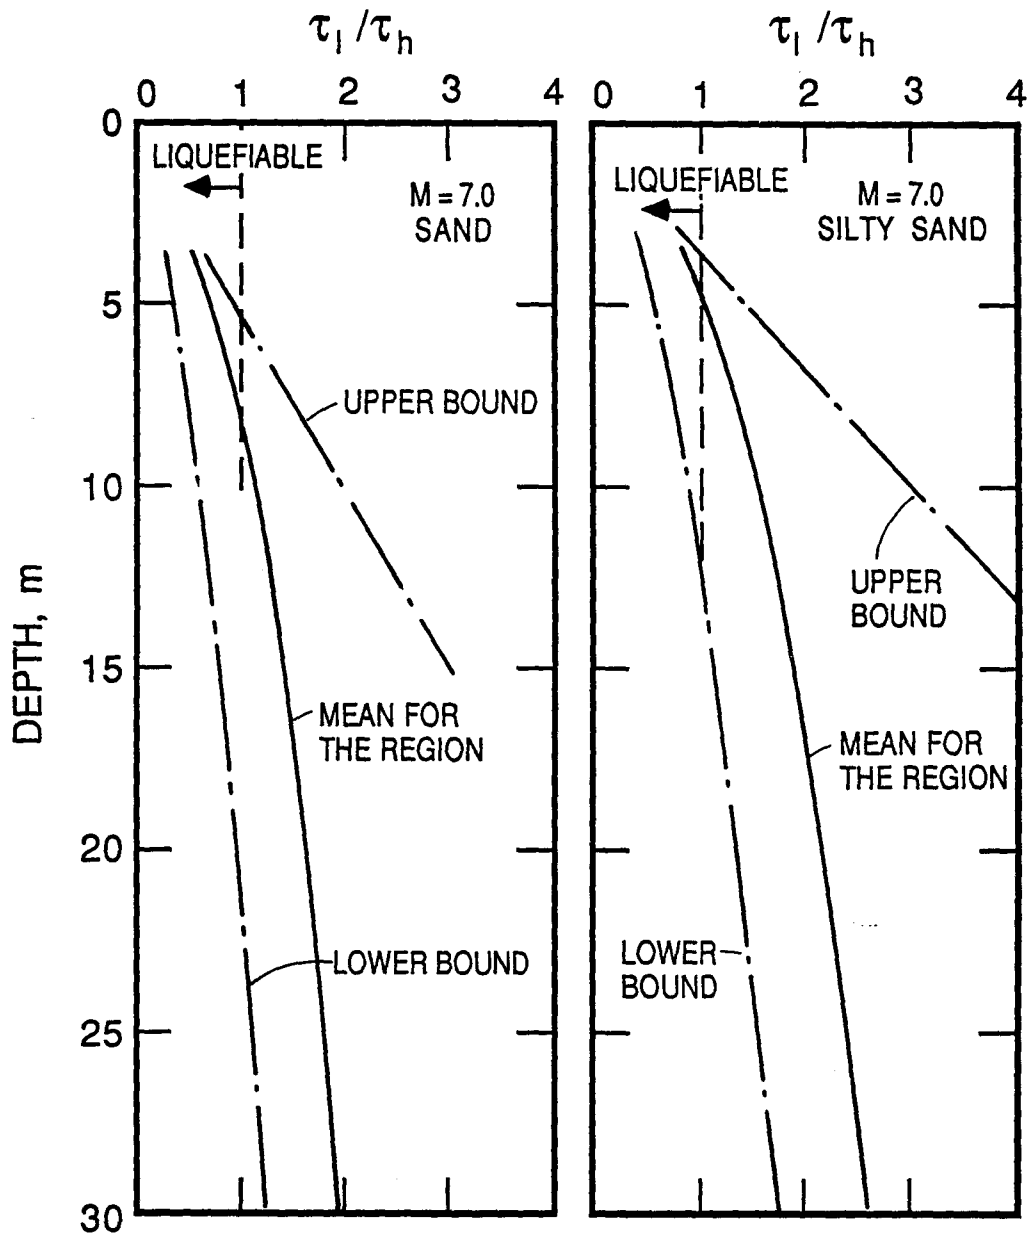 τl /τh
0 1 2 3 4
LIQUEFIABLE
M = 7.0
SAND
UPPER BOUND
MEAN FOR
THE REGION
LOWER BOUND
DEPTH, m
0
5
10
15
20
25
30
τl /τh
0 1 2 3 4
LIQUEFIABLE
M = 7.0
SILTY SAND
UPPER
BOUND
MEAN FOR
THE REGION
LOWER
BOUND